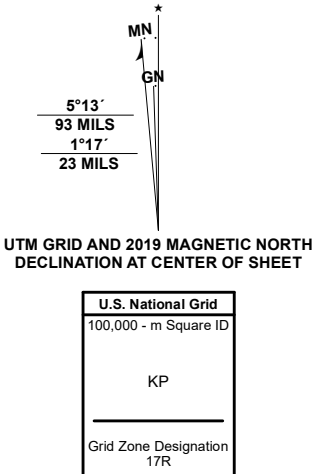 MN
GN
5°13´
93 MILS
1°17´
23 MILS
UTM GRID AND 2019 MAGNETIC NORTH
DECLINATION AT CENTER OF SHEET
U.S. National Grid
100,000 - m Square ID
KP
Grid Zone Designation
17R